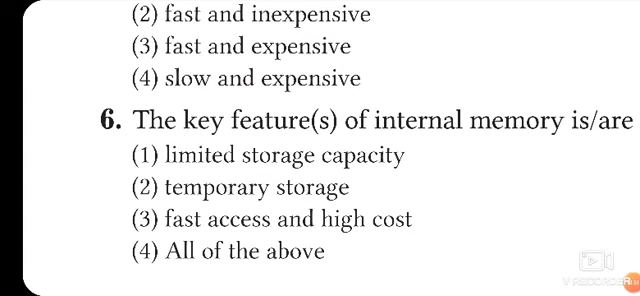 (2) fast and inexpensive
(3) fast and expensive
(4) slow and expensive
6. The key feature(s) of internal memory is/are
(1) limited storage capacity
(2) temporary storage
(3) fast access and high cost
(4) All of the above
V RECORDER